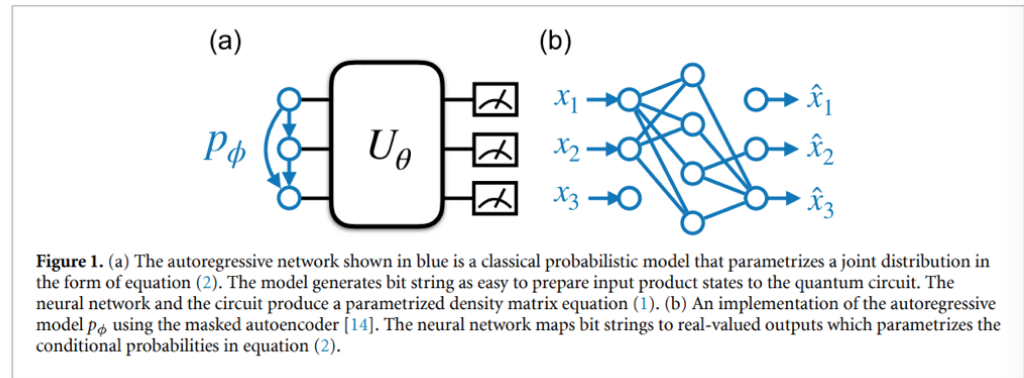 (a)
(b)
pϕ
Uθ
x1
x2
x3
x̂1
x̂2
x̂3
Figure 1. (a) The autoregressive network shown in blue is a classical probabilistic model that parametrizes a joint distribution in
the form of equation (2). The model generates bit string as easy to prepare input product states to the quantum circuit. The
neural network and the circuit produce a parametrized density matrix equation (1). (b) An implementation of the autoregressive
model pϕ using the masked autoencoder [14]. The neural network maps bit strings to real-valued outputs which parametrizes the
conditional probabilities in equation (2).